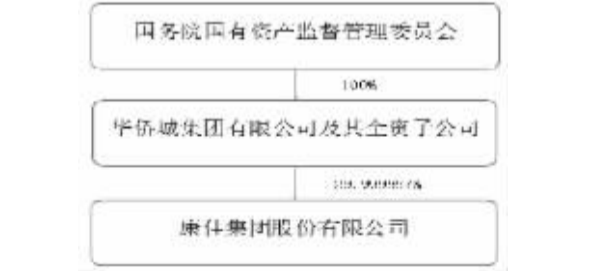 国务院国有资产监督管理委员会
100%
华侨城集团有限公司及其全资子公司
康佳集团股份有限公司